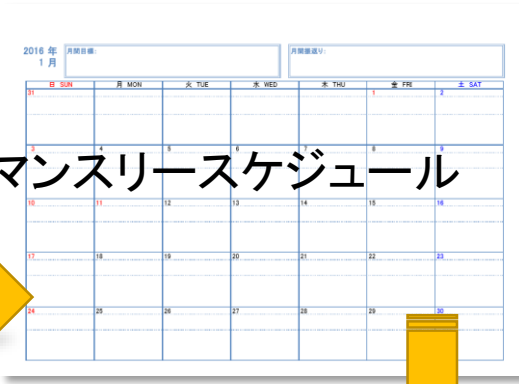 2016 年
1 月
月間目標:
月間振返り:
日 SUN 月 MON 火 TUE 水 WED 木 THU 金 FRI 土 SAT
31 1 2
3 4 5 6 7 8 9
マンスリースケジュール
10 11 12 13 14 15 16
17 18 19 20 21 22 23
24 25 26 27 28 29 30